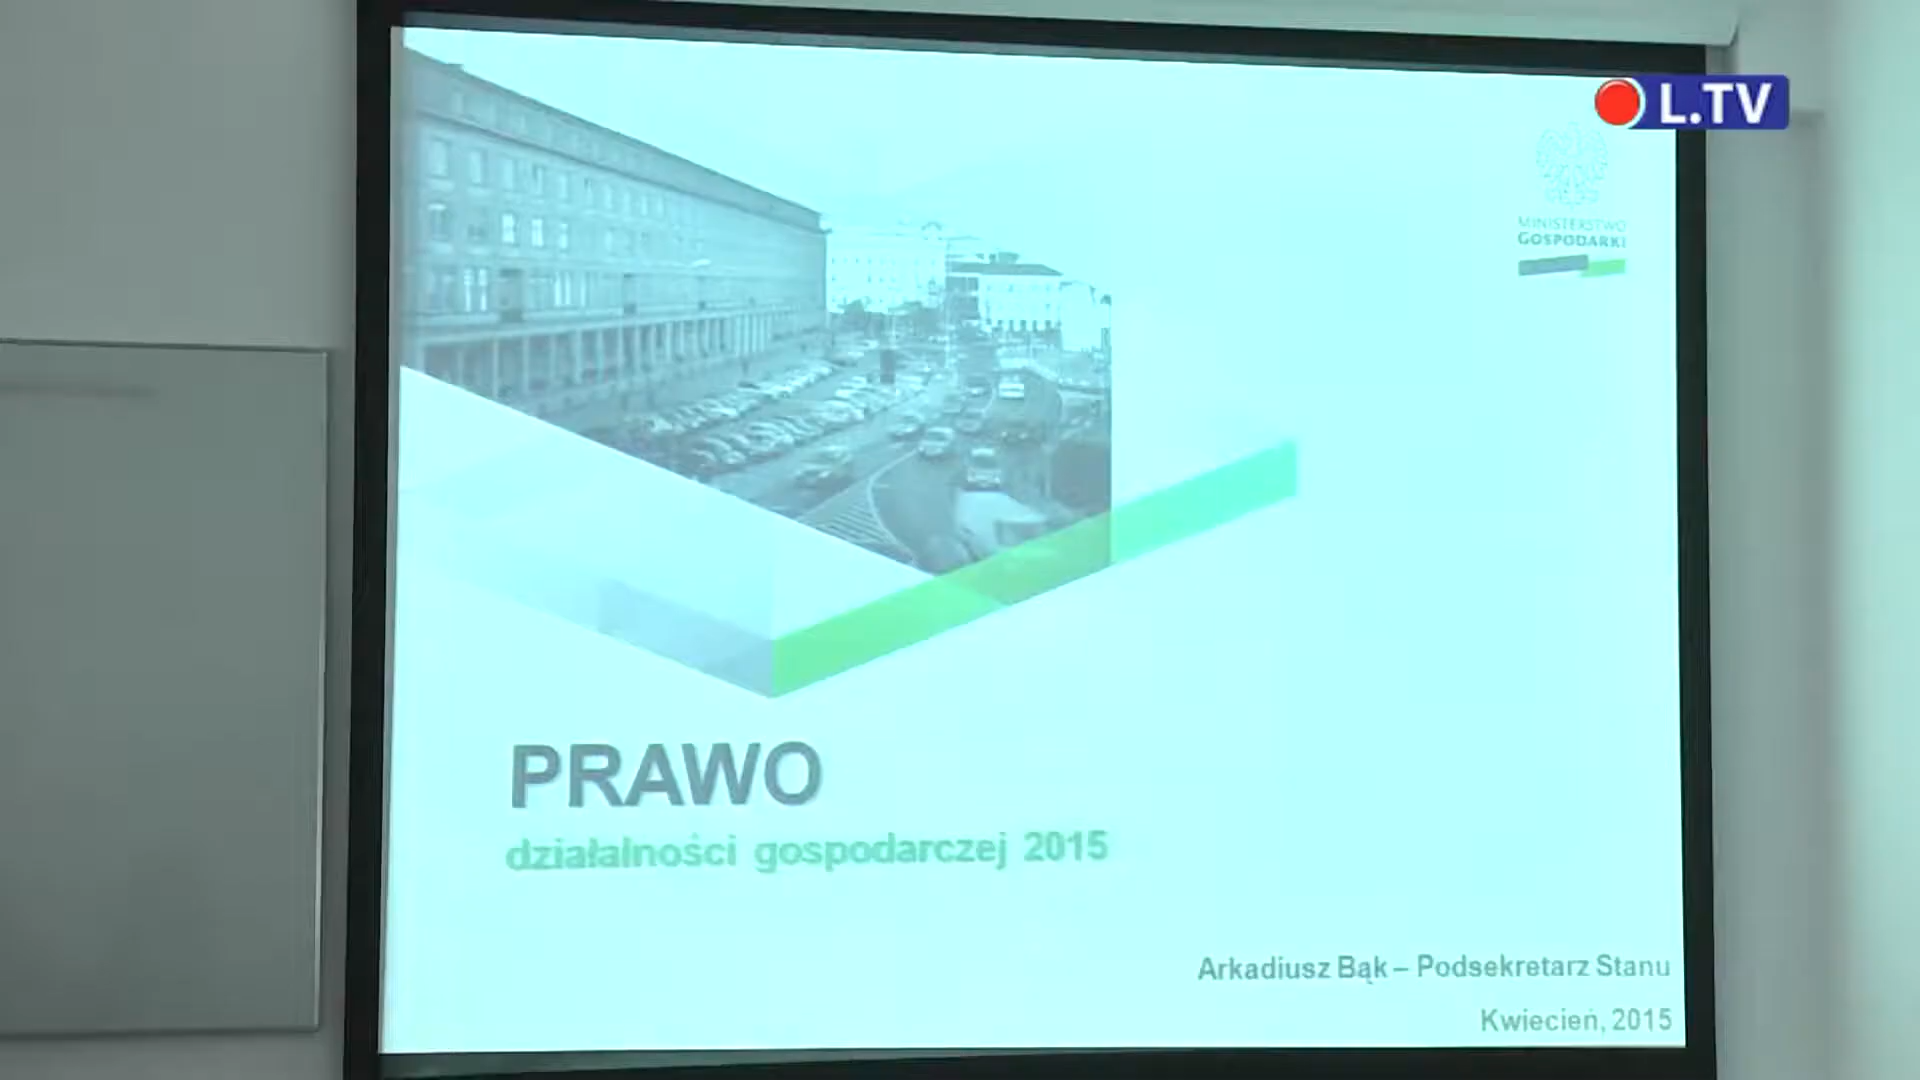 L.TV
MINISTERSTWO
GOSPODARKI
PRAWO
działalności gospodarczej 2015
Arkadiusz Bąk – Podsekretarz Stanu
Kwiecień, 2015